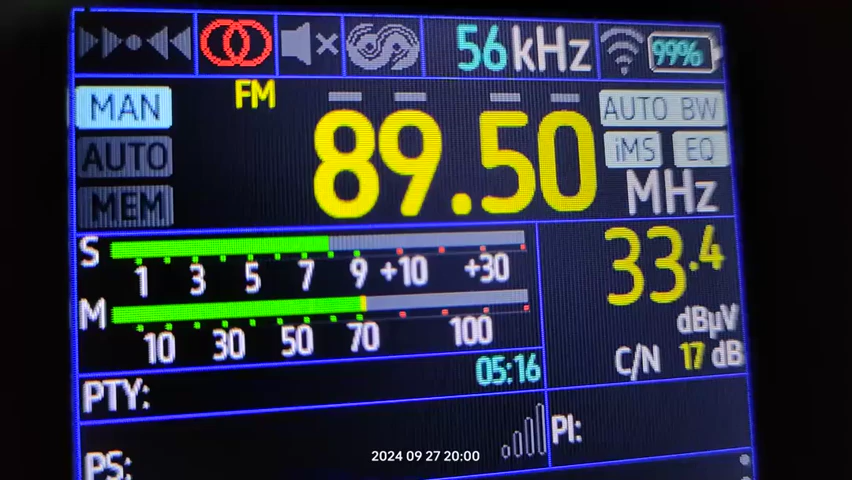 56kHz 99%
MAN FM AUTO BW
AUTO 89.50 iMS EQ
MEM MHz
S 1 3 5 7 9 +10 +30
33.4
M 10 30 50 70 100
dBµV
C/N 17 dB
05:16
PTY:
PS: PI:
2024 09 27 20:00